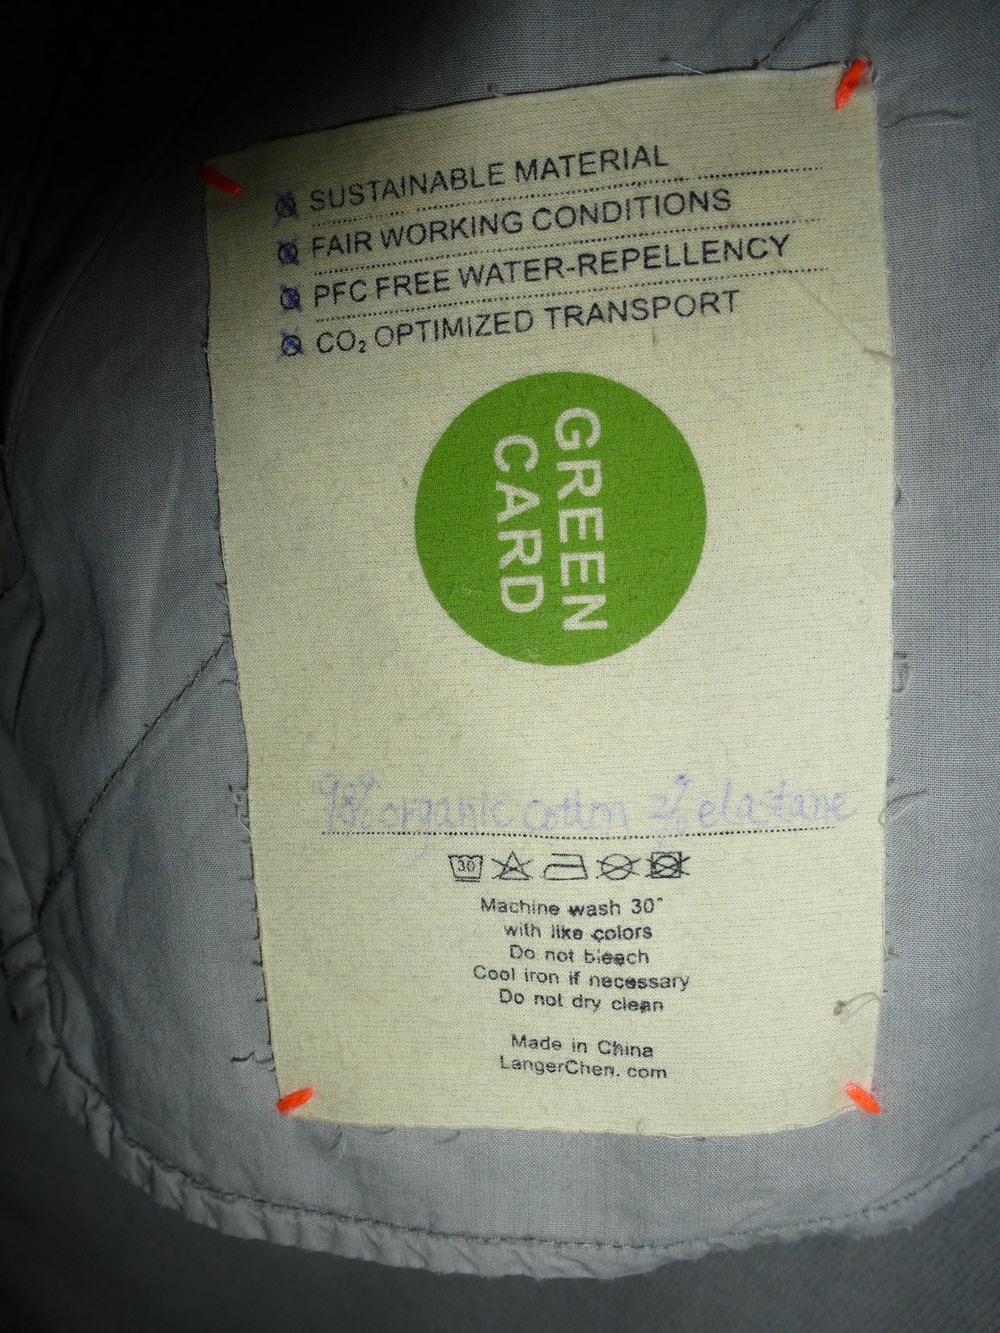 SUSTAINABLE MATERIAL
FAIR WORKING CONDITIONS
PFC FREE WATER-REPELLENCY
CO₂ OPTIMIZED TRANSPORT
GREEN
CARD
98% organic cotton 2% elastane
30
Machine wash 30°
with like colors
Do not bleach
Cool iron if necessary
Do not dry clean
Made in China
LangerChen. com